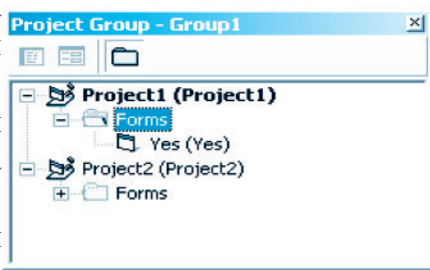 Project Group - Group1
Project1 (Project1)
Forms
Yes (Yes)
Project2 (Project2)
Forms